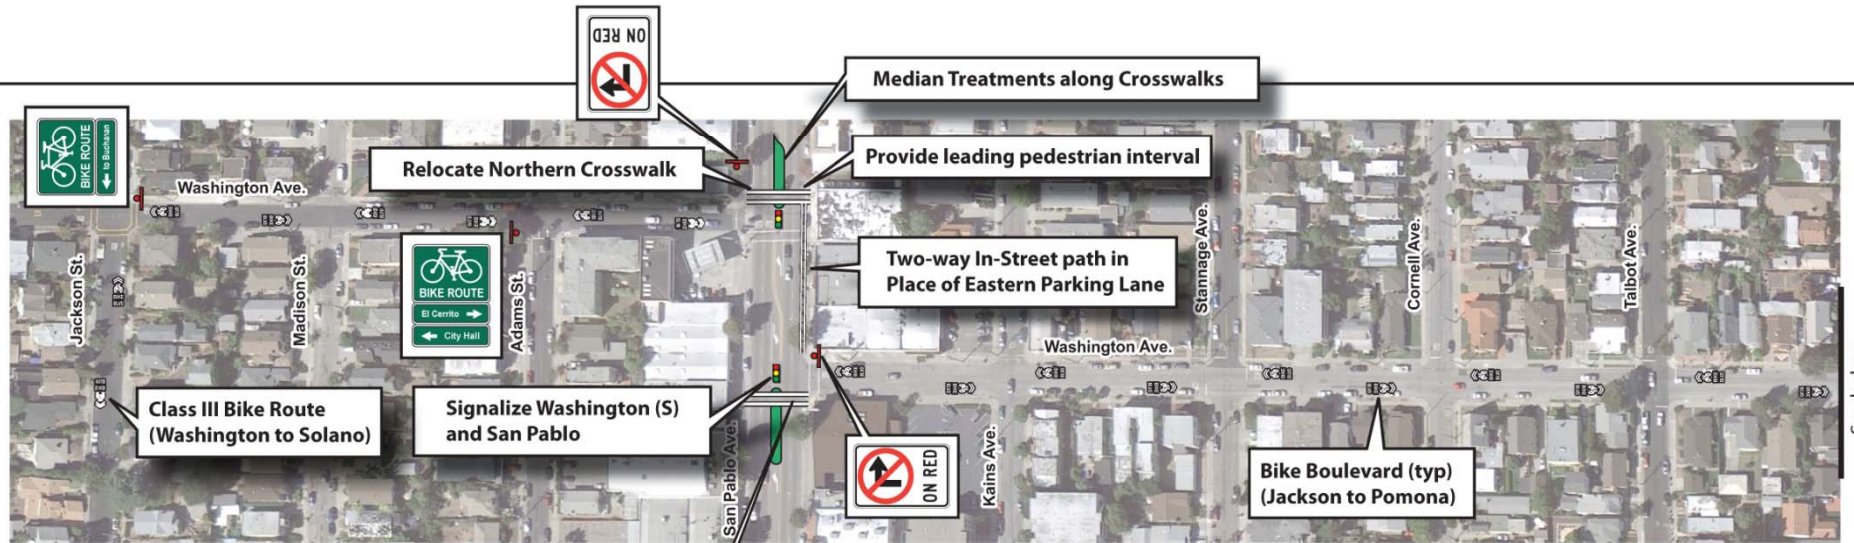 ON RED
Median Treatments along Crosswalks
BIKE ROUTE
to Buchanan
Washington Ave.
Relocate Northern Crosswalk
Provide leading pedestrian interval
Jackson St.
Madison St.
BIKE ROUTE
El Cerrito
City Hall
Adams St.
Two-way In-Street path in
Place of Eastern Parking Lane
Stannage Ave.
Cornell Ave.
Talbot Ave.
Washington Ave.
Class III Bike Route
(Washington to Solano)
Signalize Washington (S)
and San Pablo
San Pablo Ave.
ON RED
Kains Ave.
Bike Boulevard (typ)
(Jackson to Pomona)